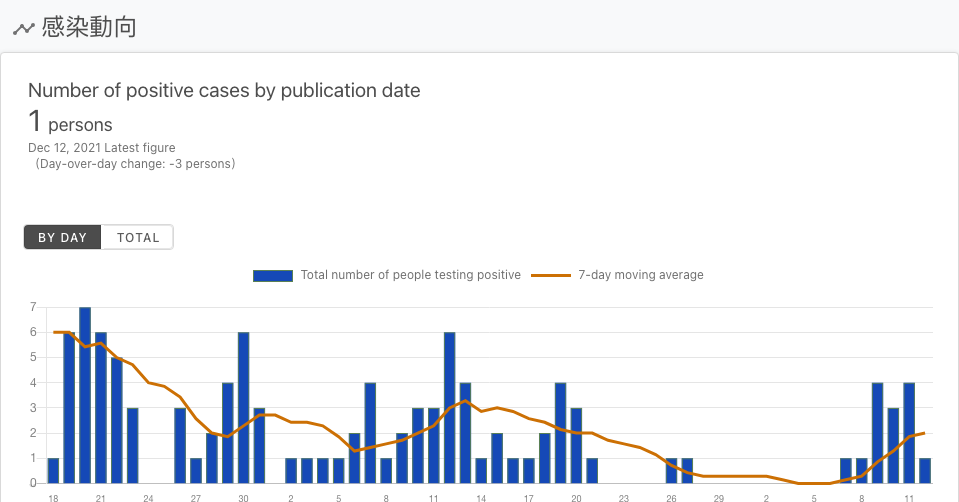 感染動向
Number of positive cases by publication date
1 persons
Dec 12, 2021 Latest figure
(Day-over-day change: -3 persons)
BY DAY TOTAL
Total number of people testing positive 7-day moving average
7
6
5
4
3
2
1
0
18 21 24 27 30 2 5 8 11 14 17 20 23 26 29 2 5 8 11